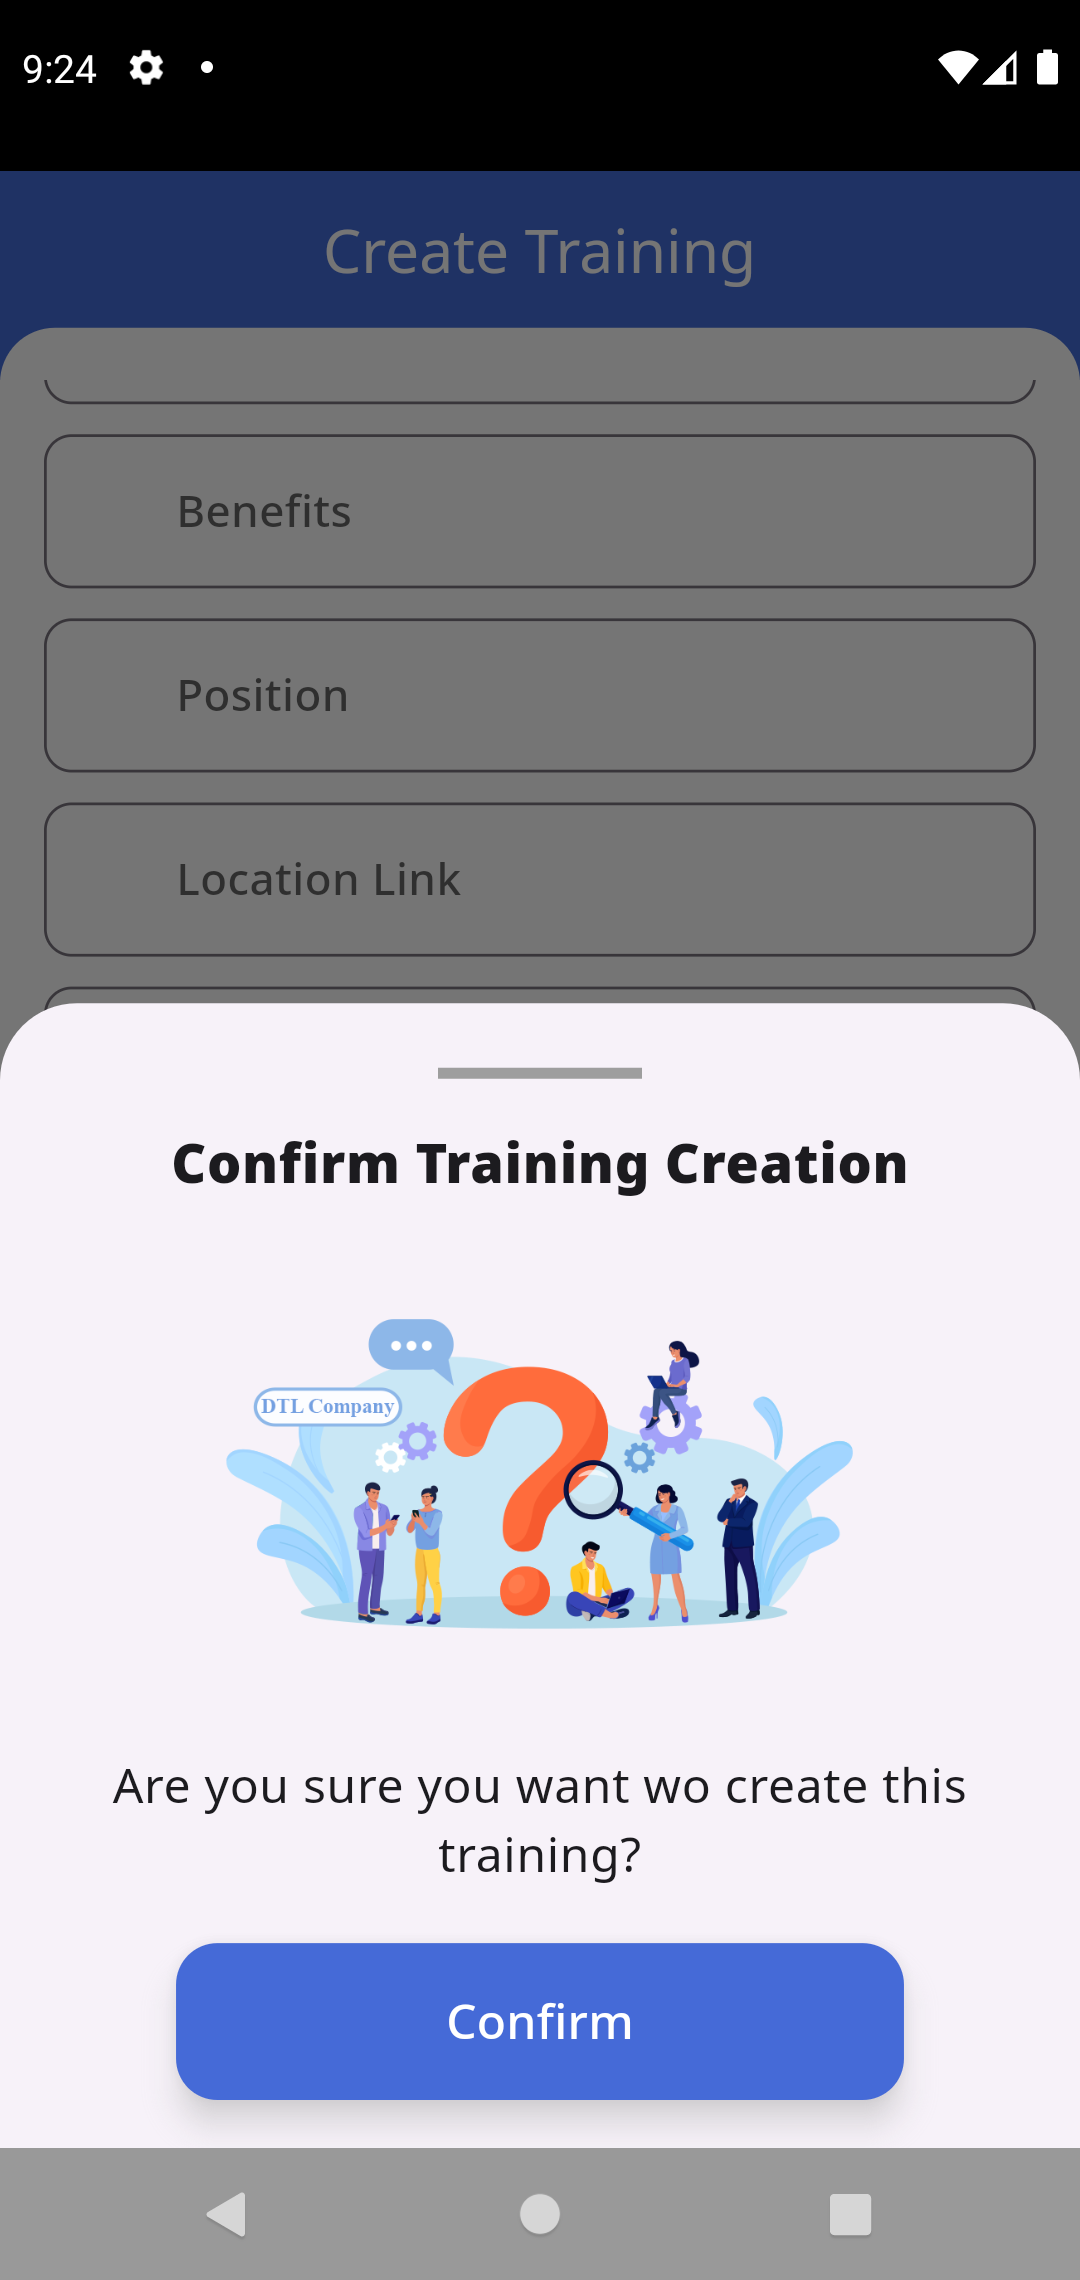 9:24
Create Training
Benefits
Position
Location Link
Confirm Training Creation
DTL Company
Are you sure you want wo create this
training?
Confirm